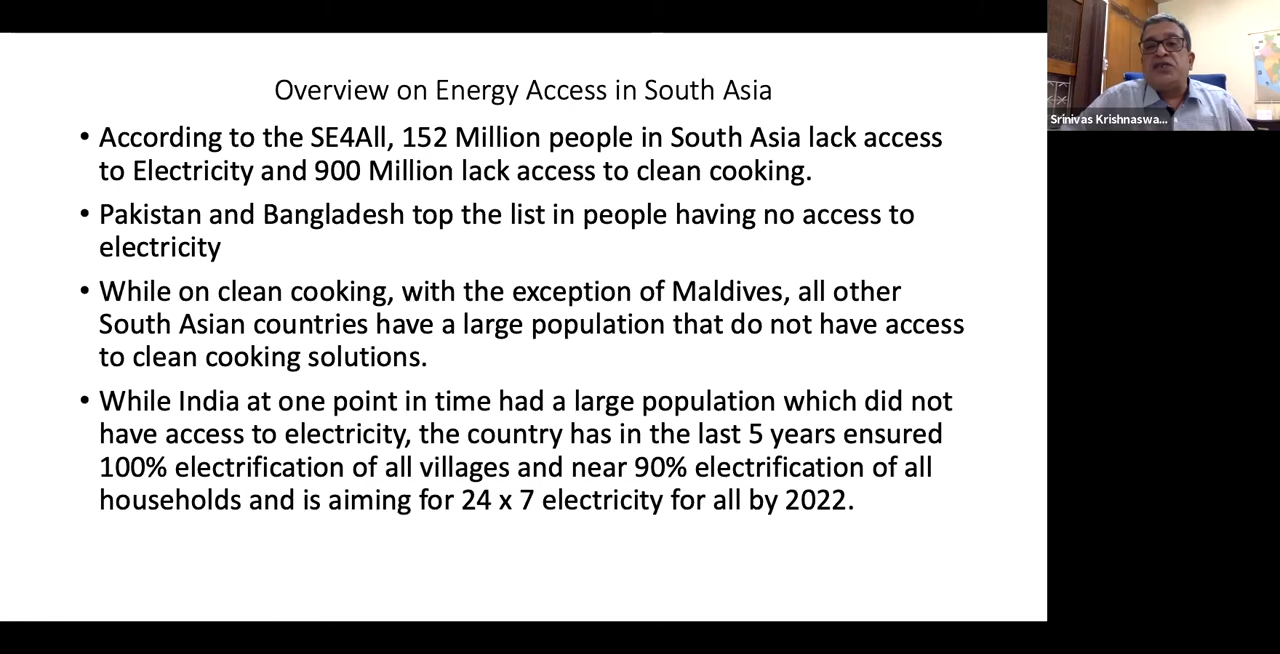 Overview on Energy Access in South Asia
• According to the SE4All, 152 Million people in South Asia lack access
to Electricity and 900 Million lack access to clean cooking.
• Pakistan and Bangladesh top the list in people having no access to
electricity
• While on clean cooking, with the exception of Maldives, all other
South Asian countries have a large population that do not have access
to clean cooking solutions.
• While India at one point in time had a large population which did not
have access to electricity, the country has in the last 5 years ensured
100% electrification of all villages and near 90% electrification of all
households and is aiming for 24 x 7 electricity for all by 2022.
Srinivas Krishnaswa...